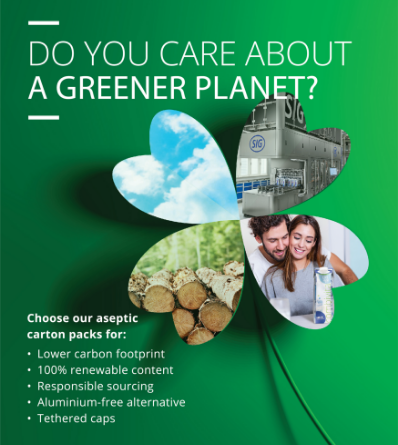 DO YOU CARE ABOUT
A GREENER PLANET?
SIG
SIG
Choose our aseptic
carton packs for:
• Lower carbon footprint
• 100% renewable content
• Responsible sourcing
• Aluminium-free alternative
• Tethered caps